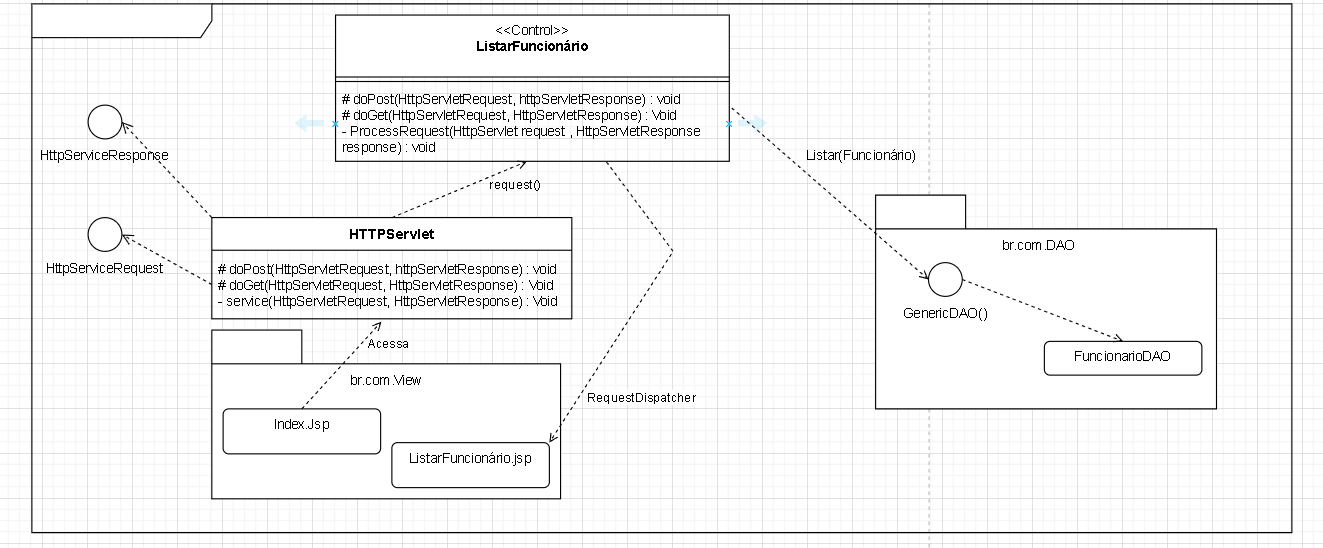 <<Control>>
ListarFuncionário
# doPost(HttpServletRequest, httpServletResponse) : void
# doGet(HttpServletRequest, HttpServletResponse) : Void
- ProcessRequest(HttpServlet request , HttpServletResponse
response) : void
HttpServiceResponse
Listar(Funcionário)
request()
HTTPServlet
# doPost(HttpServletRequest, httpServletResponse) : void
# doGet(HttpServletRequest, HttpServletResponse) : Void
- service(HttpServletRequest, HttpServletResponse) : Void
HttpServiceRequest
br.com.DAO
GenericDAO()
FuncionarioDAO
Acessa
br.com.View
Index.Jsp
ListarFuncionário.jsp
RequestDispatcher